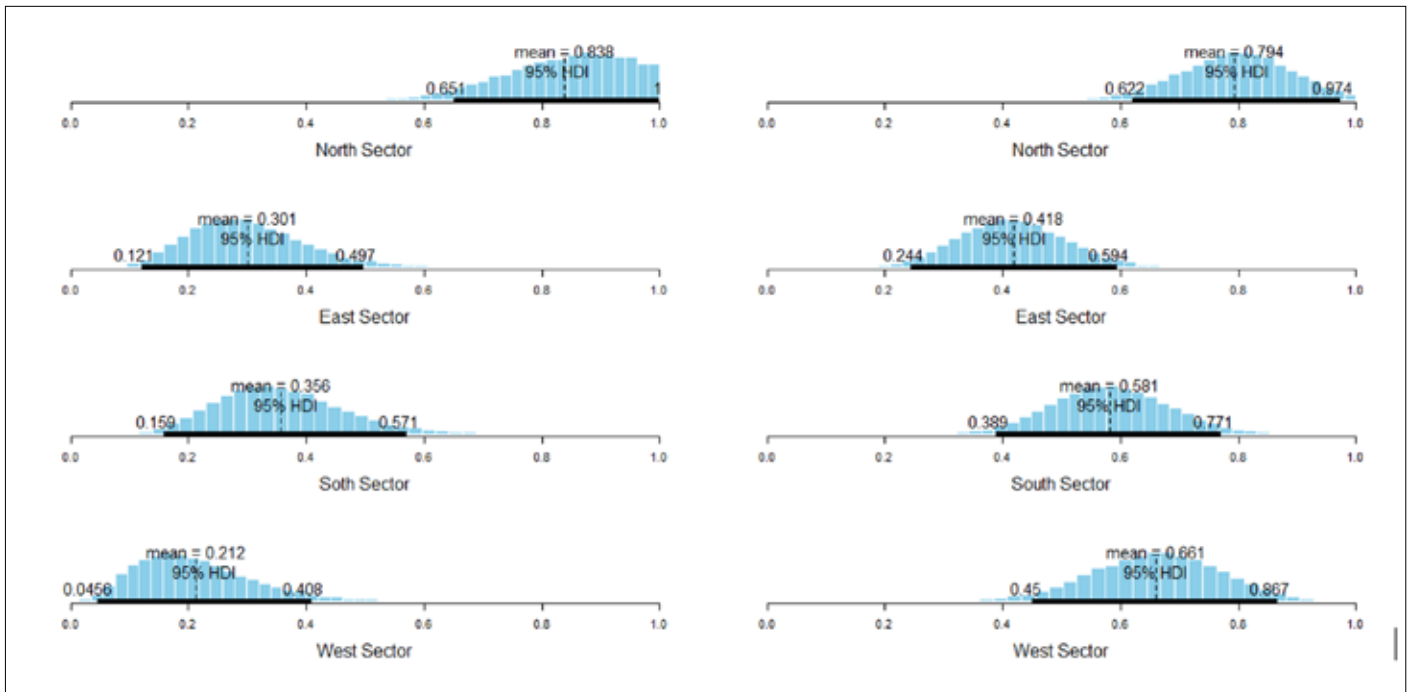 mean = 0.838
95% HDI
0.651 1
0.0 0.2 0.4 0.6 0.8 1.0
North Sector
mean = 0.301
95% HDI
0.121 0.497
0.0 0.2 0.4 0.6 0.8 1.0
East Sector
mean = 0.356
95% HDI
0.159 0.571
0.0 0.2 0.4 0.6 0.8 1.0
Soth Sector
mean = 0.212
95% HDI
0.0456 0.408
0.0 0.2 0.4 0.6 0.8 1.0
West Sector
mean = 0.794
95% HDI
0.622 0.974
0.0 0.2 0.4 0.6 0.8 1.0
North Sector
mean = 0.418
95% HDI
0.244 0.594
0.0 0.2 0.4 0.6 0.8 1.0
East Sector
mean = 0.581
95% HDI
0.389 0.771
0.0 0.2 0.4 0.6 0.8 1.0
South Sector
mean = 0.661
95% HDI
0.45 0.867
0.0 0.2 0.4 0.6 0.8 1.0
West Sector